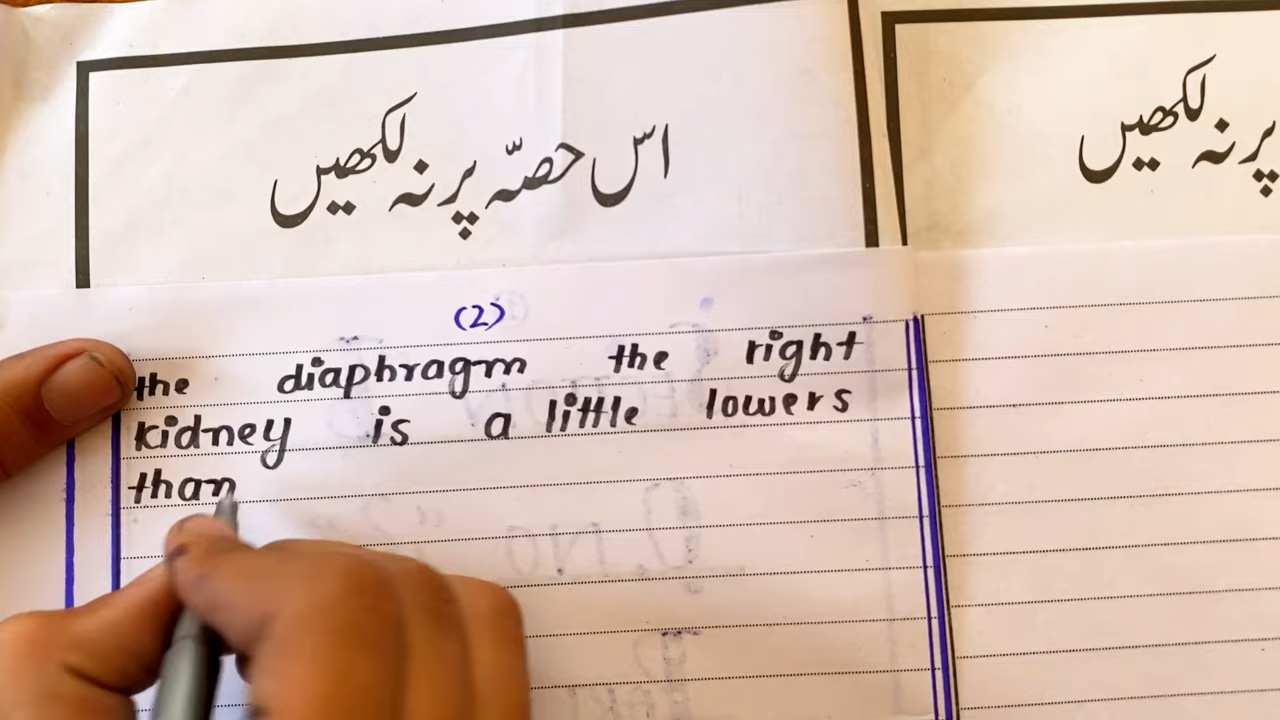 اس حصّہ پر نہ لکھیں
پر نہ لکھیں
(2)
the diaphragm the right
kidney is a little lowers
than